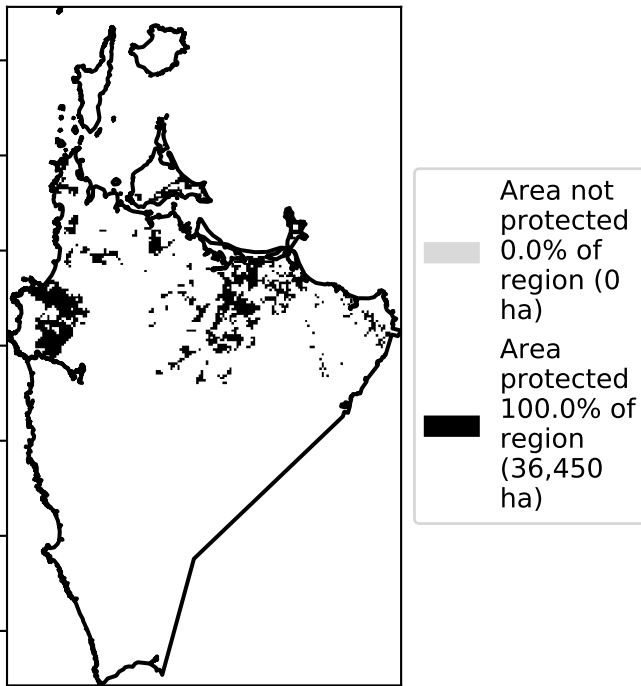 Area not
protected
0.0% of
region (0
ha)
Area
protected
100.0% of
region
(36,450
ha)